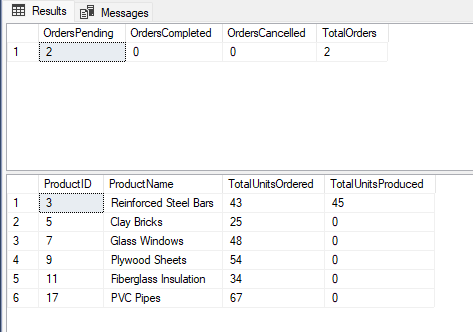 Results Messages
OrdersPending OrdersCompleted OrdersCancelled TotalOrders
1 2 0 0 2
ProductID ProductName TotalUnitsOrdered TotalUnitsProduced
1 3 Reinforced Steel Bars 43 45
2 5 Clay Bricks 25 0
3 7 Glass Windows 48 0
4 9 Plywood Sheets 54 0
5 11 Fiberglass Insulation 34 0
6 17 PVC Pipes 67 0